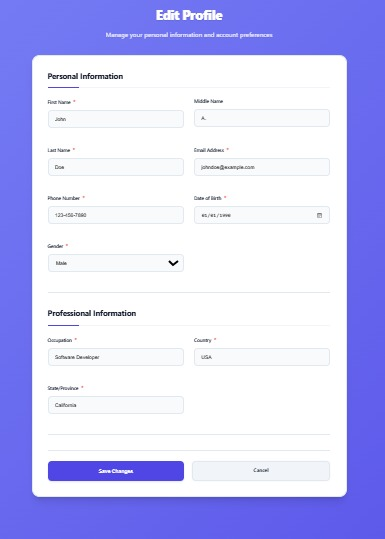 Edit Profile
Manage your personal information and account preferences
Personal Information
First Name *
Middle Name
John
A.
Last Name *
Email Address *
Doe
johndoe@example.com
Phone Number *
Date of Birth *
123-456-7890
01/01/1990
Gender *
Male
Professional Information
Occupation *
Country *
Software Developer
USA
State/Province *
California
Save Changes
Cancel